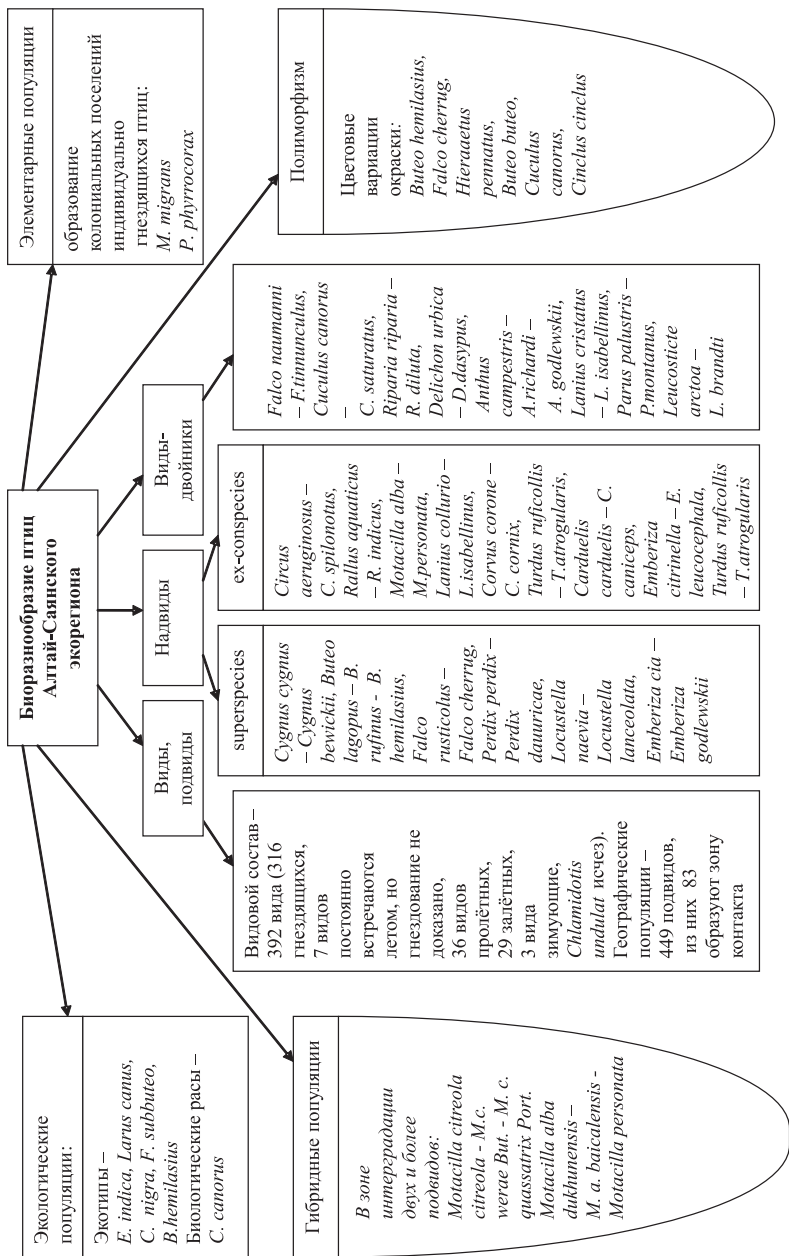 Биоразнообразие птиц
Алтай-Саянского
экорегиона
Экологические
популяции:
Экотипы –
E. indica, Larus canus,
C. nigra, F. subbuteo,
B.hemilasius
Биологические расы –
C. canorus
Элементарные популяции
образование
колониальных поселений
индивидуально
гнездящихся птиц:
M. migrans
P. phyrrocorax
Виды,
подвиды
Надвиды
Виды-
двойники
Гибридные популяции
В зоне
интерградации
двух и более
подвидов:
Motacilla citreola
citreola - M.c.
werae But. - M. c.
quassatrix Port.
Motacilla alba
dukhunensis –
M. a. baicalensis -
Motacilla personata
Видовой состав –
392 вида (316
гнездящихся,
7 видов
постоянно
встречаются
летом, но
гнездование не
доказано,
36 видов
пролётных,
29 залётных,
3 вида
зимующие,
Chlamidotis
undulat исчез).
Географические
популяции –
449 подвидов,
из них 83
образуют зону
контакта
superspecies
Cygnus cygnus
– Cygnus
bewickii, Buteo
lagopus – B.
rufinus - B.
hemilasius,
Falco
rusticolus –
Falco cherrug,
Perdix perdix –
Perdix
dauuricae,
Locustella
naevia –
Locustella
lanceolata,
Emberiza cia –
Emberiza
godlewskii
ex-conspecies
Circus
aeruginosus –
C. spilonotus,
Rallus aquaticus
– R. indicus,
Motacilla alba –
M.personata,
Lanius collurio –
L.isabellinus,
Corvus corone –
C. cornix,
Turdus ruficollis
– T.atrogularis,
Carduelis
carduelis – C.
caniceps,
Emberiza
citrinella – E.
leucocephala,
Turdus ruficollis
– T.atrogularis
Falco naumanni
– F.tinnunculus,
Cuculus canorus
–
C. saturatus,
Riparia riparia –
R. diluta,
Delichon urbica
– D.dasypus,
Anthus
campestris –
A.richardi –
A. godlewskii,
Lanius cristatus
– L. isabellinus,
Parus palustris –
P.montanus,
Leucosticte
arctoa –
L. brandti
Полиморфизм
Цветовые
вариации
окраски:
Buteo hemilasius,
Falco cherrug,
Hieraaetus
pennatus,
Buteo buteo,
Cuculus
canorus,
Cinclus cinclus